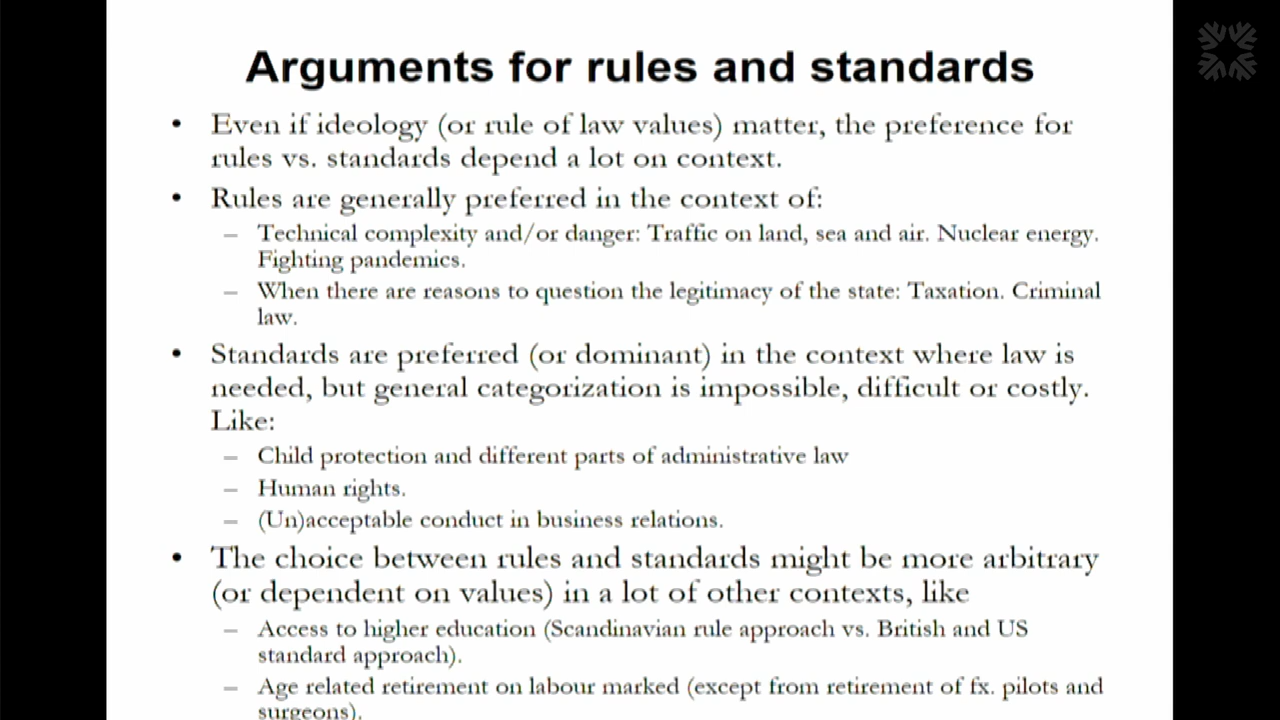 Arguments for rules and standards
• Even if ideology (or rule of law values) matter, the preference for
rules vs. standards depend a lot on context.
• Rules are generally preferred in the context of:
– Technical complexity and/or danger: Traffic on land, sea and air. Nuclear energy.
Fighting pandemics.
– When there are reasons to question the legitimacy of the state: Taxation. Criminal
law.
• Standards are preferred (or dominant) in the context where law is
needed, but general categorization is impossible, difficult or costly.
Like:
– Child protection and different parts of administrative law
– Human rights.
– (Un)acceptable conduct in business relations.
• The choice between rules and standards might be more arbitrary
(or dependent on values) in a lot of other contexts, like
– Access to higher education (Scandinavian rule approach vs. British and US
standard approach).
– Age related retirement on labour marked (except from retirement of fx. pilots and
surgeons).